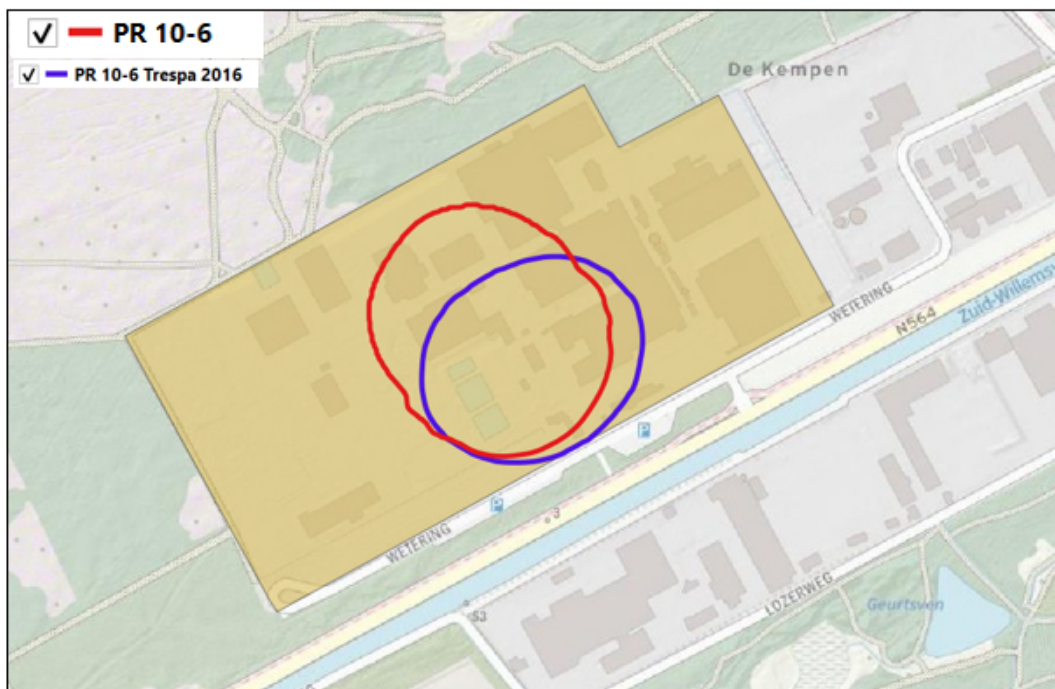 PR 10-6
PR 10-6 Trespa 2016
De Kempen
WETERING
N564
Zuid-Willemsv
WETERING
3
LOZERWEG
Geurtsven
53